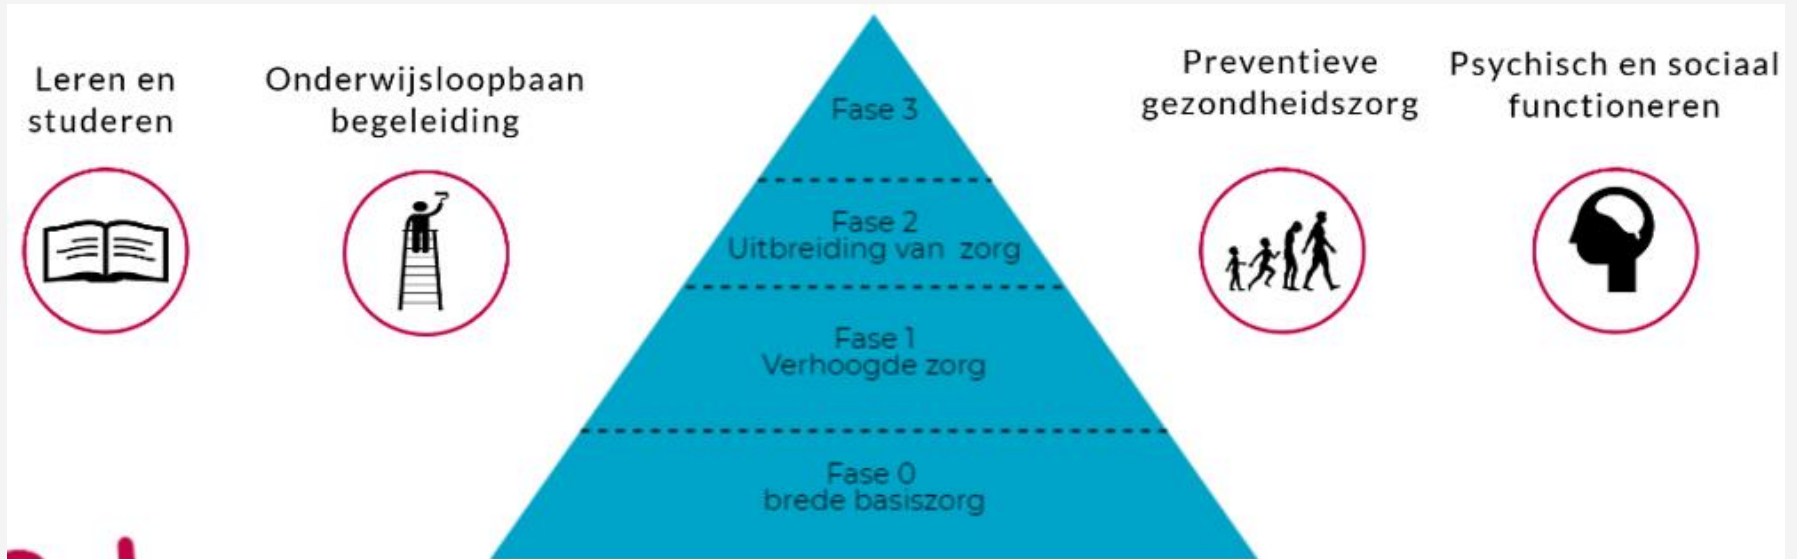 Leren en
studeren
Onderwijsloopbaan
begeleiding
Fase 3
Fase 2
Uitbreiding van zorg
Fase 1
Verhoogde zorg
Fase 0
brede basiszorg
Preventieve
gezondheidszorg
Psychisch en sociaal
functioneren